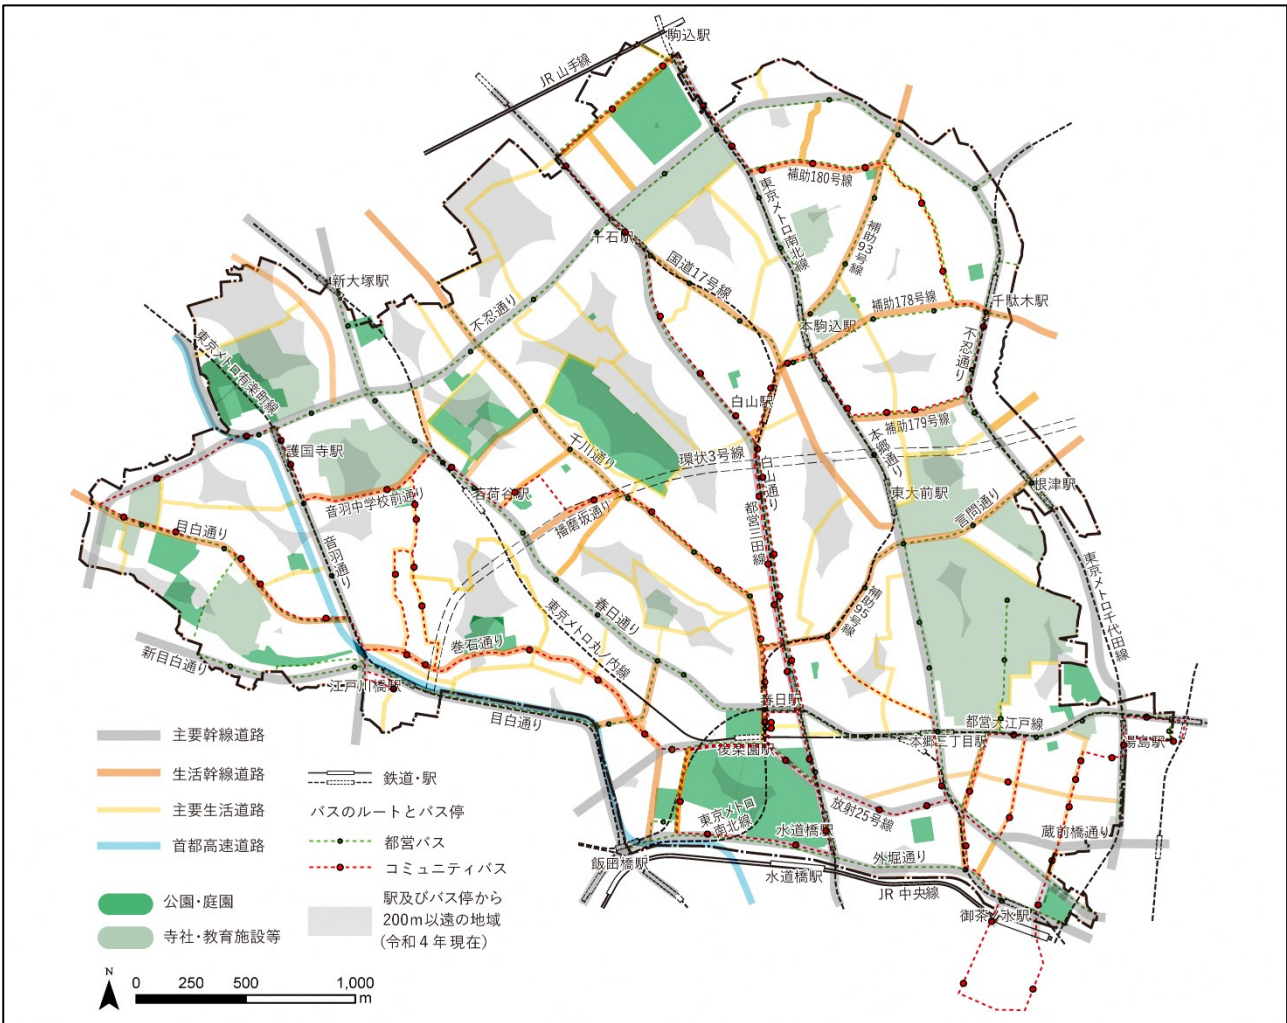 駒込駅
JR 山手線
補助180号線
東京メトロ南北線
補助93号線
千石駅
国道17号線
新大塚駅
不忍通り
本駒込駅
補助178号線
千駄木駅
不忍通り
東京メトロ有楽町線
白山駅
補助179号線
護国寺駅
千川通り
環状3号線
本郷通り
茗荷谷駅
白山通り
東大前駅
根津駅
音羽中学校前通り
播磨坂通り
都営三田線
言問通り
目白通り
音羽通り
東京メトロ千代田線
補助95号線
春日通り
東京メトロ丸ノ内線
巻石通り
新目白通り
江戸川橋駅
目白通り
春日駅
都営大江戸線
本郷三丁目駅
湯島駅
後楽園駅
東京メトロ
南北線
水道橋駅
放射25号線
蔵前橋通り
外堀通り
飯田橋駅
水道橋駅
JR 中央線
御茶ノ水駅
主要幹線道路
生活幹線道路
主要生活道路
首都高速道路
公園・庭園
寺社・教育施設等
鉄道・駅
バスのルートとバス停
都営バス
コミュニティバス
駅及びバス停から
200m以遠の地域
(令和4年現在)
N
0 250 500 1,000
m